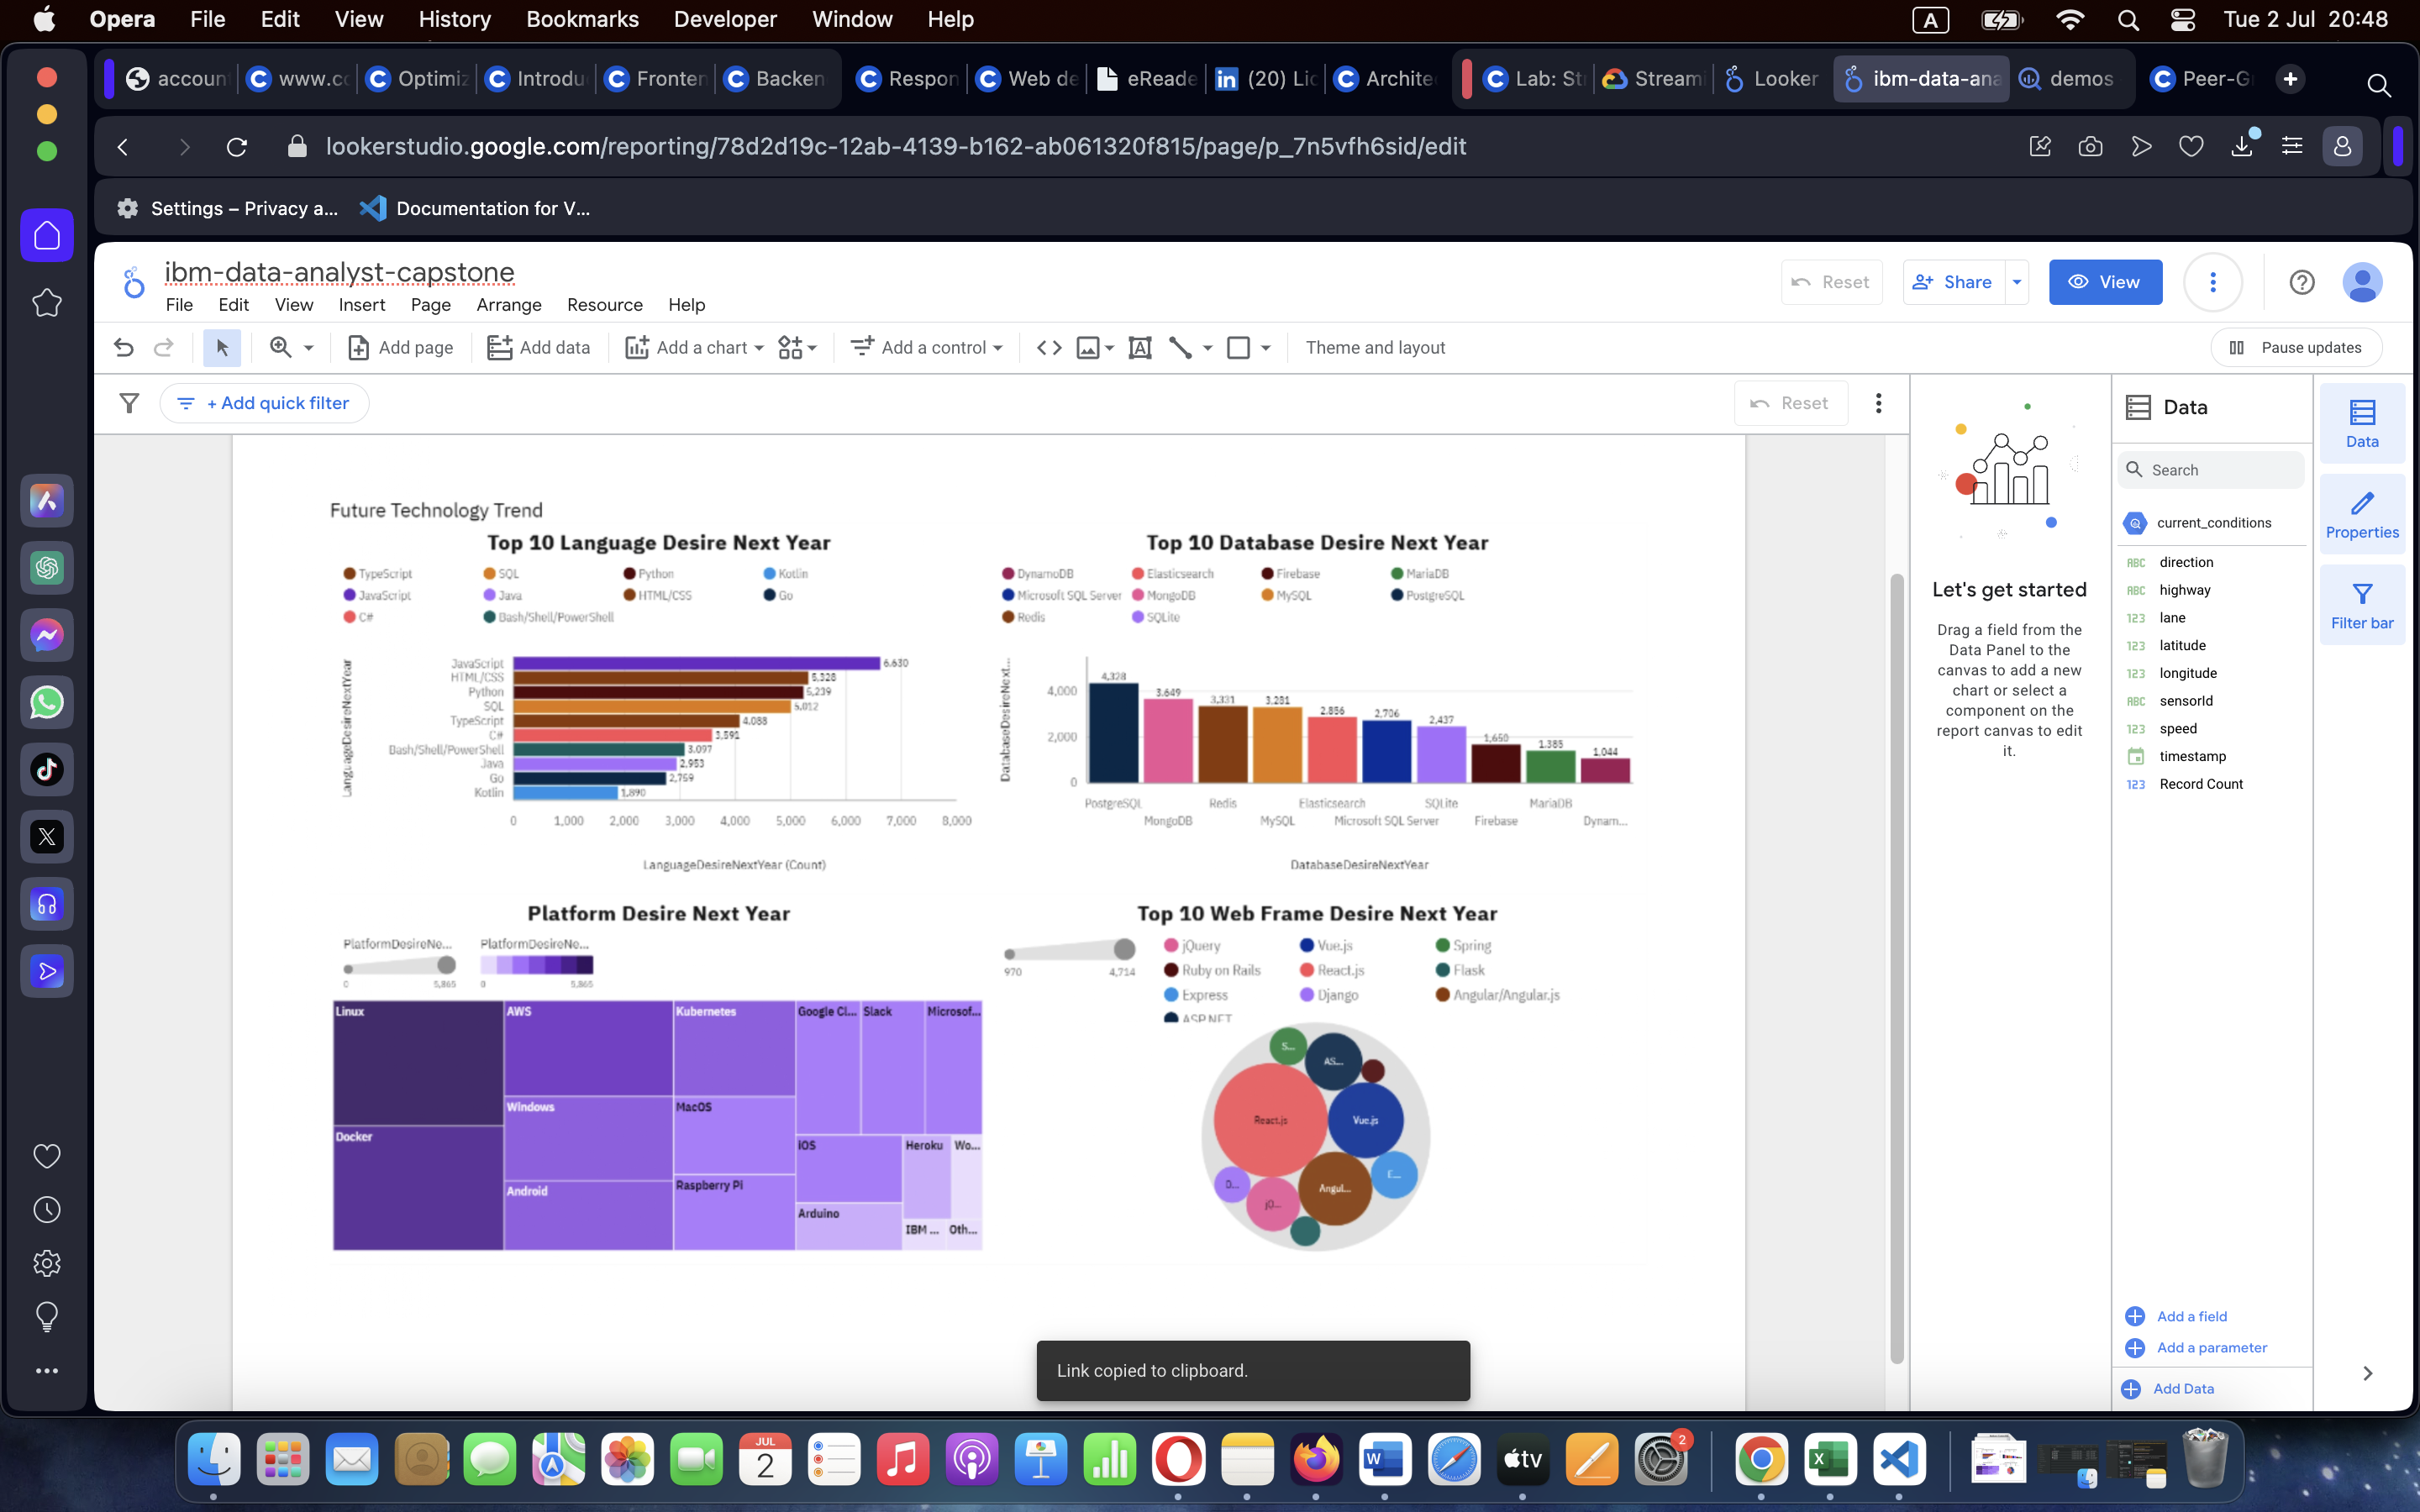 Opera File Edit View History Bookmarks Developer Window Help A Tue 2 Jul 20:48
accoun www.co Optimiz Introdu Fronten Backen Respon Web de eReade (20) Lic Archite Lab: St Streami Looker ibm-data-ana demos Peer-G
lookerstudio.google.com/reporting/78d2d19c-12ab-4139-b162-ab061320f815/page/p_7n5vfh6sid/edit
Settings – Privacy a... Documentation for V...
ibm-data-analyst-capstone
File Edit View Insert Page Arrange Resource Help
Reset Share View
Add page Add data Add a chart Add a control Theme and layout Pause updates
+ Add quick filter Reset
Future Technology Trend
Top 10 Language Desire Next Year
TypeScript SQL Python Kotlin
JavaScript Java HTML/CSS Go
C# Bash/Shell/PowerShell
LanguageDesireNextYear
JavaScript 6,630
HTML/CSS 5,328
Python 5,239
SQL 5,012
TypeScript 4,088
C# 3,591
Bash/Shell/PowerShell 3,097
Java 2,953
Go 2,759
Kotlin 1,890
0 1,000 2,000 3,000 4,000 5,000 6,000 7,000 8,000
LanguageDesireNextYear (Count)
Top 10 Database Desire Next Year
DynamoDB Elasticsearch Firebase MariaDB
Microsoft SQL Server MongoDB MySQL PostgreSQL
Redis SQLite
DatabaseDesireNext...
4,000
2,000
0
4,328 3,649 3,331 3,281 2,856 2,706 2,437 1,650 1,385 1,044
PostgreSQL Redis Elasticsearch SQLite MariaDB
MongoDB MySQL Microsoft SQL Server Firebase Dynam...
DatabaseDesireNextYear
Platform Desire Next Year
PlatformDesireNe... PlatformDesireNe...
0 5,865 0 5,865
Linux AWS Kubernetes Google Cl... Slack Microsof...
Windows MacOS
Docker iOS Heroku Wo...
Android Raspberry Pi
Arduino IBM ... Oth...
Top 10 Web Frame Desire Next Year
970 4,714
jQuery Vue.js Spring
Ruby on Rails React.js Flask
Express Django Angular/Angular.js
ASP.NET
S...
AS...
React.js
Vue.js
E...
D...
Angul...
jQ...
Link copied to clipboard.
Let's get started
Drag a field from the
Data Panel to the
canvas to add a new
chart or select a
component on the
report canvas to edit
it.
Data
Search
current_conditions
ABC direction
ABC highway
123 lane
123 latitude
123 longitude
ABC sensorId
123 speed
timestamp
123 Record Count
Add a field
Add a parameter
Add Data
Data
Properties
Filter bar
JUL
2
W
tv
2
X